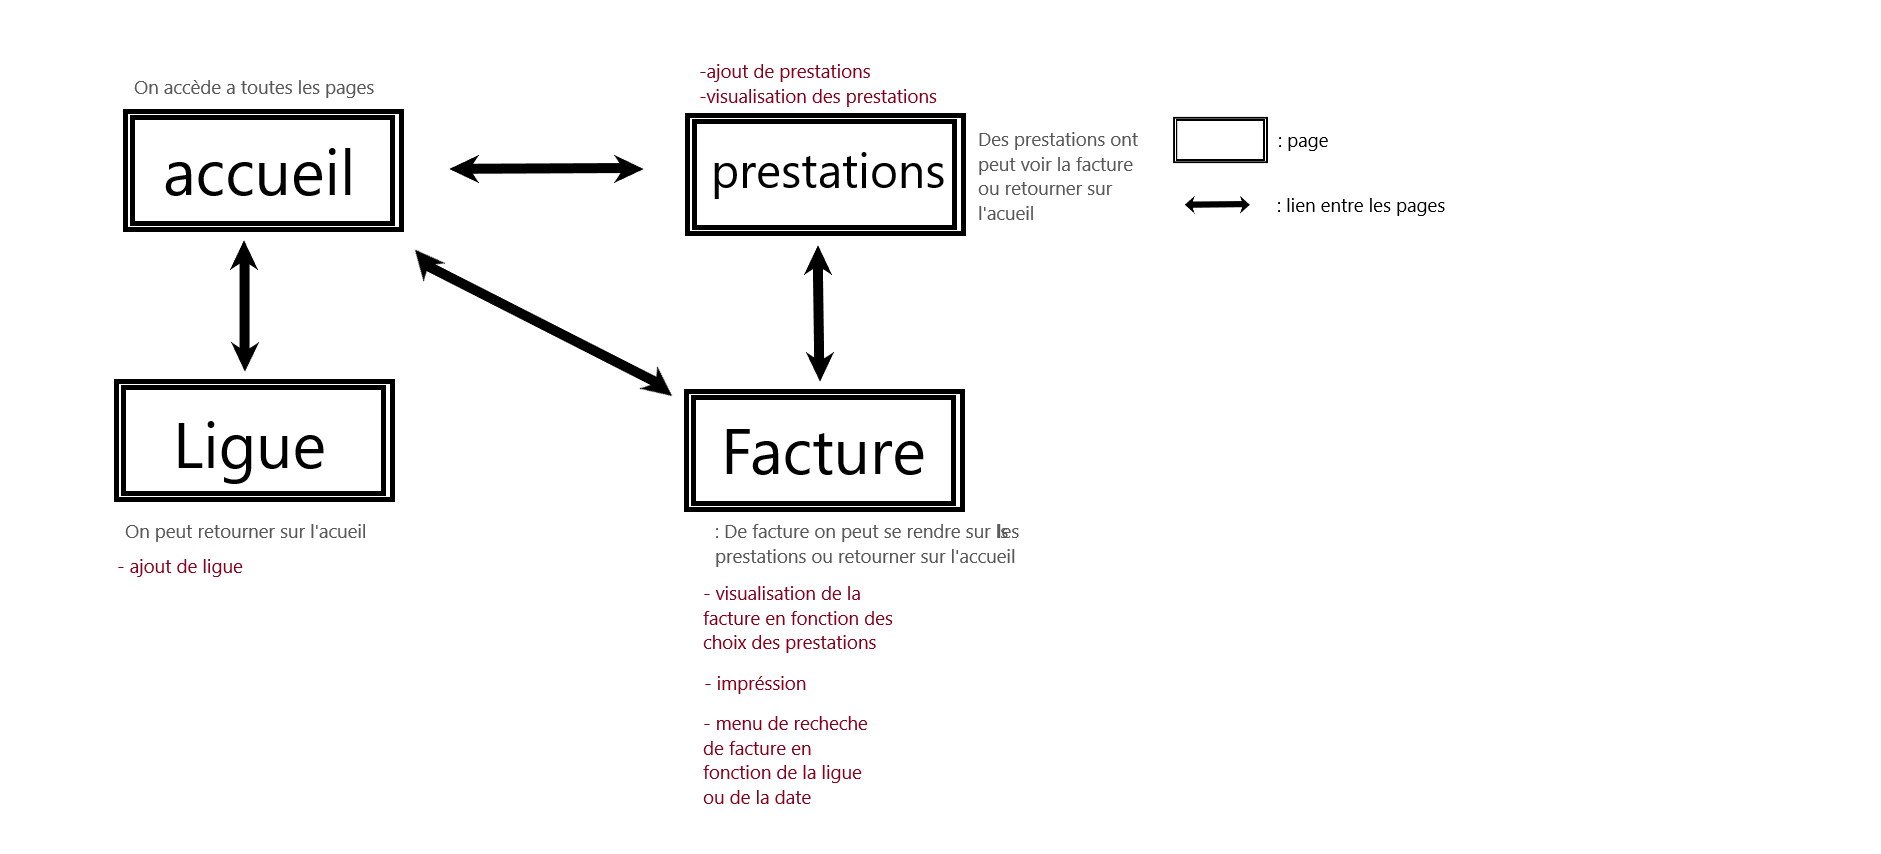 On accède a toutes les pages
accueil
-ajout de prestations
-visualisation des prestations
prestations
Des prestations ont
peut voir la facture
ou retourner sur
l'acueil
: page
: lien entre les pages
Ligue
On peut retourner sur l'acueil
- ajout de ligue
Facture
: De facture on peut se rendre sur les
prestations ou retourner sur l'accueil
- visualisation de la
facture en fonction des
choix des prestations
- impréssion
- menu de recheche
de facture en
fonction de la ligue
ou de la date